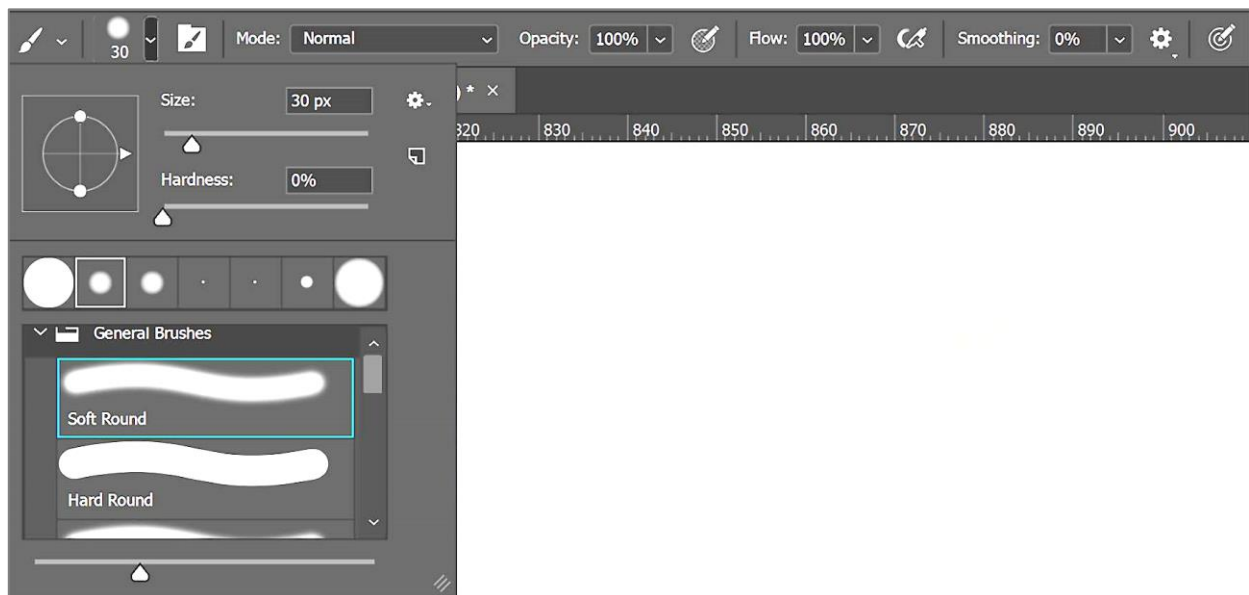 30 Mode: Normal Opacity: 100% Flow: 100% Smoothing: 0%
Size: 30 px
) * ×
820 830 840 850 860 870 880 890 900
Hardness: 0%
General Brushes
Soft Round
Hard Round